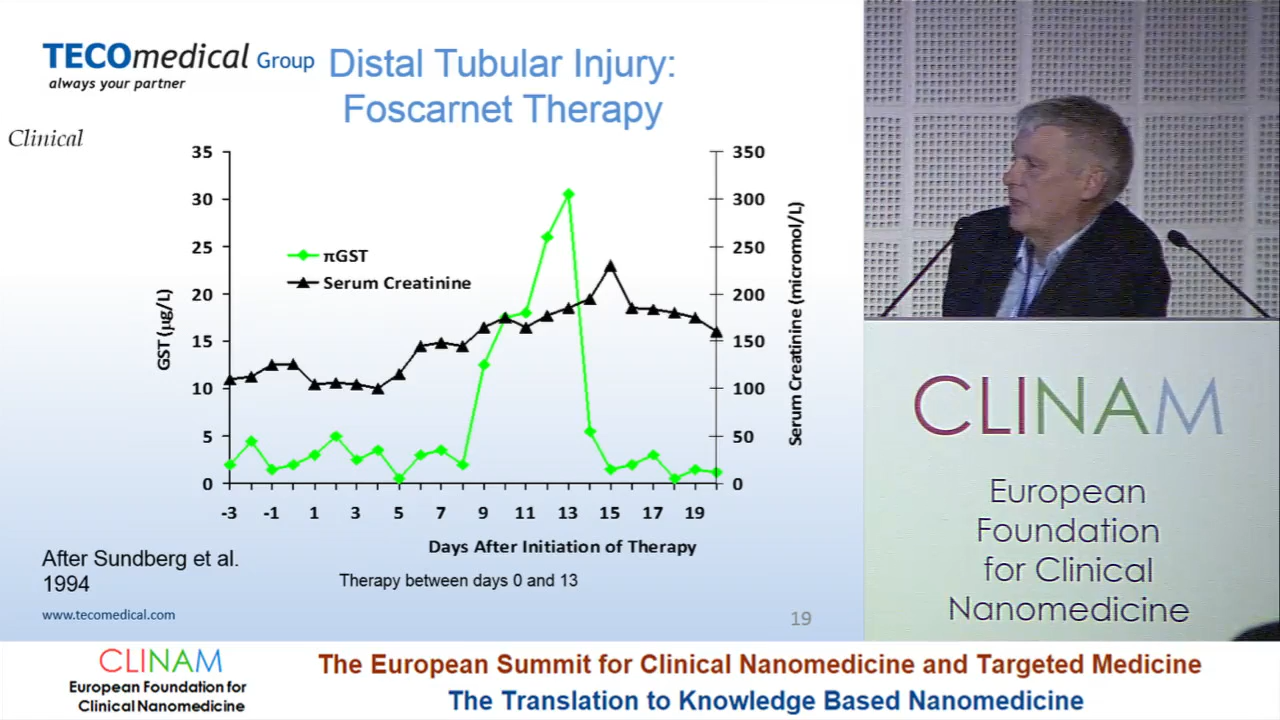 TECOmedical Group
always your partner
Distal Tubular Injury:
Foscarnet Therapy
Clinical
35
30
25
20
15
10
5
0
GST (µg/L)
πGST
Serum Creatinine
350
300
250
200
150
100
50
0
Serum Creatinine (micromol/L)
-3 -1 1 3 5 7 9 11 13 15 17 19
Days After Initiation of Therapy
After Sundberg et al.
1994
Therapy between days 0 and 13
www.tecomedical.com
19
CLINAM
European
Foundation
for Clinical
Nanomedicine
CLINAM
European Foundation for
Clinical Nanomedicine
The European Summit for Clinical Nanomedicine and Targeted Medicine
The Translation to Knowledge Based Nanomedicine